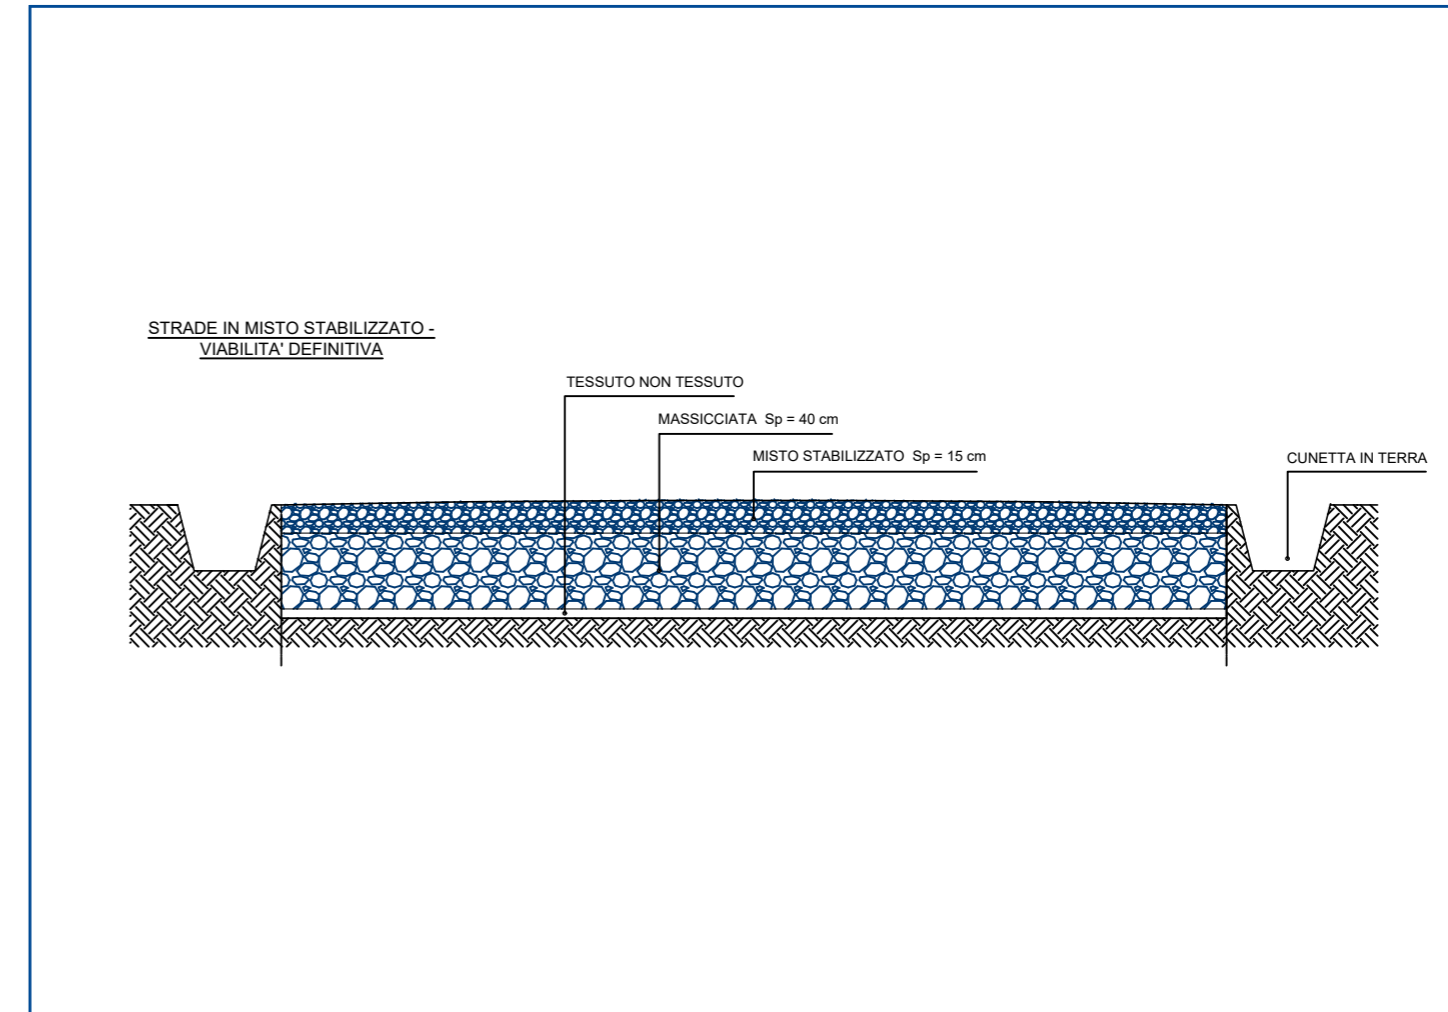 STRADE IN MISTO STABILIZZATO -
VIABILITA' DEFINITIVA
TESSUTO NON TESSUTO
MASSICCIATA Sp = 40 cm
MISTO STABILIZZATO Sp = 15 cm
CUNETTA IN TERRA